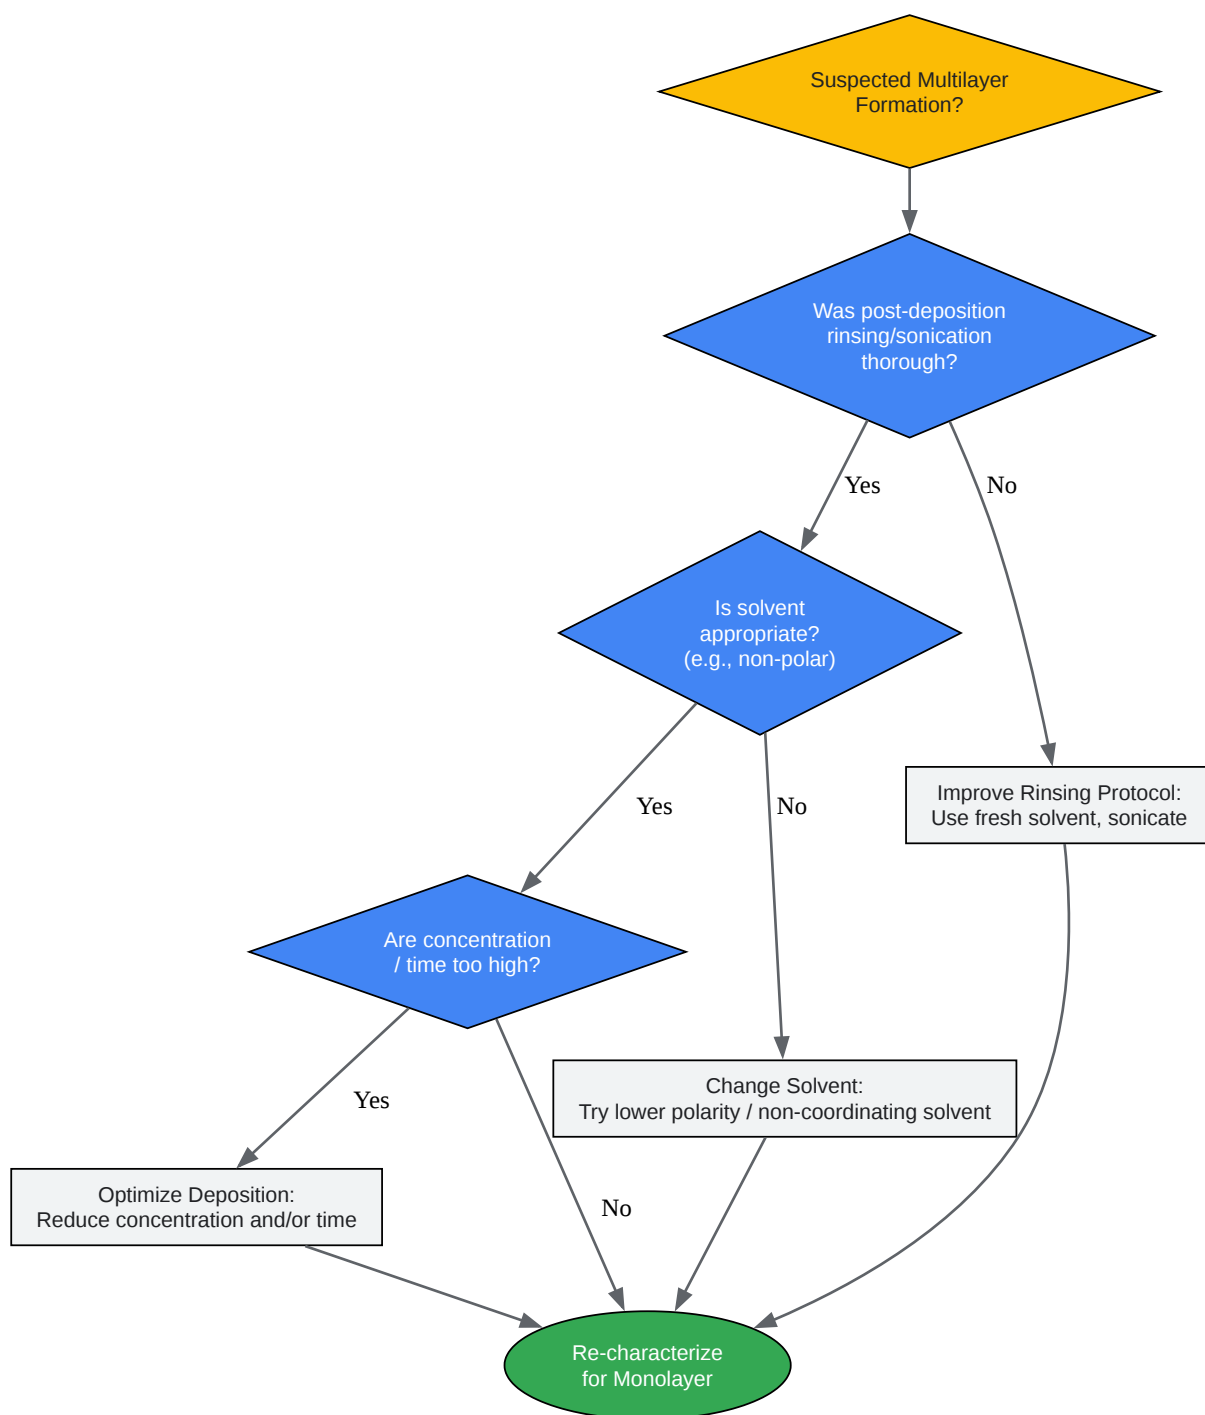 Suspected Multilayer
Formation?
Was post-deposition
rinsing/sonication
thorough?
Yes
No
Is solvent
appropriate?
(e.g., non-polar)
Yes
No
Improve Rinsing Protocol:
Use fresh solvent, sonicate
Are concentration
/ time too high?
Yes
No
Change Solvent:
Try lower polarity / non-coordinating solvent
Optimize Deposition:
Reduce concentration and/or time
Re-characterize
for Monolayer